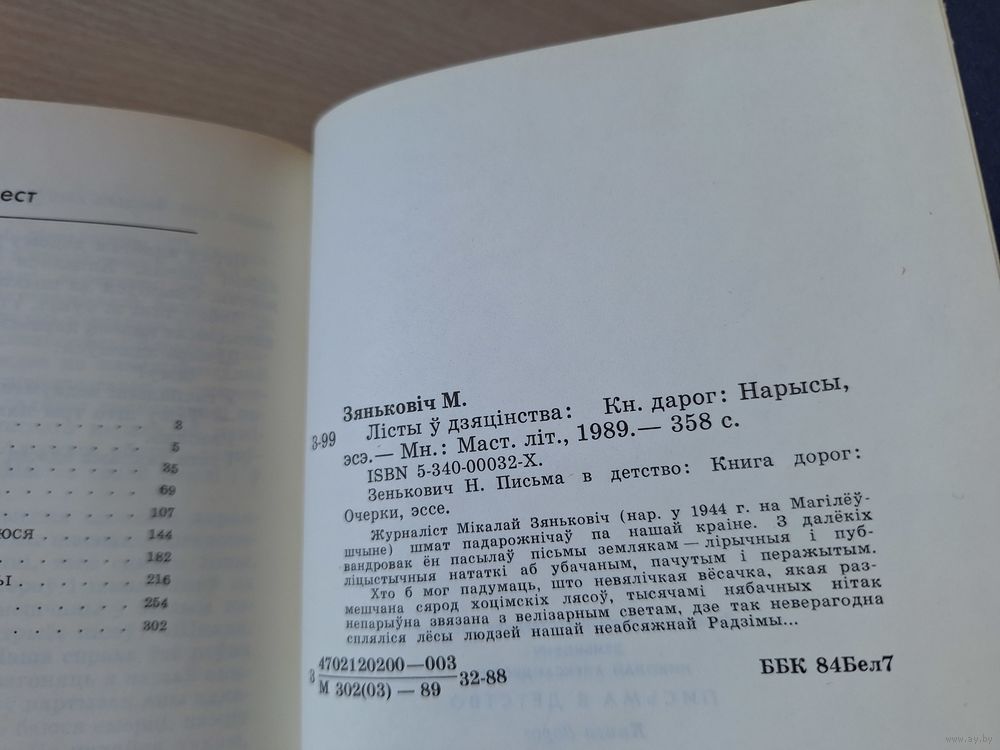 ест
3
5
35
69
107
ЮСЯ 144
182
Ы 216
254
302
Зяньковіч М.
З-99 Лісты ў дзяцінства: Кн. дарог: Нарысы,
эсэ.— Мн.: Маст. літ., 1989.— 358 с.
ISBN 5-340-00032-X.
Зенькович Н. Письма в детство: Книга дорог:
Очерки, эссе.
Журналіст Мікалай Зяньковіч (нар. у 1944 г. на Магілёў-
шчыне) шмат падарожнічаў па нашай краіне. З далёкіх
вандровак ён пасылаў пісьмы землякам — лірычныя і пуб-
ліцыстычныя нататкі аб убачаным, пачутым і перажытым.
Хто б мог падумаць, што невялічкая вёсачка, якая раз-
мешчана сярод хоцімскіх лясоў, тысячамі нябачных нітак
непарыўна звязана з велізарным светам, дзе так неверагодна
спляліся лёсы людзей нашай неабсяжнай Радзімы...
З 4702120200—003
М 302(03) — 89 32-88
ББК 84Бел7
www.ay.by